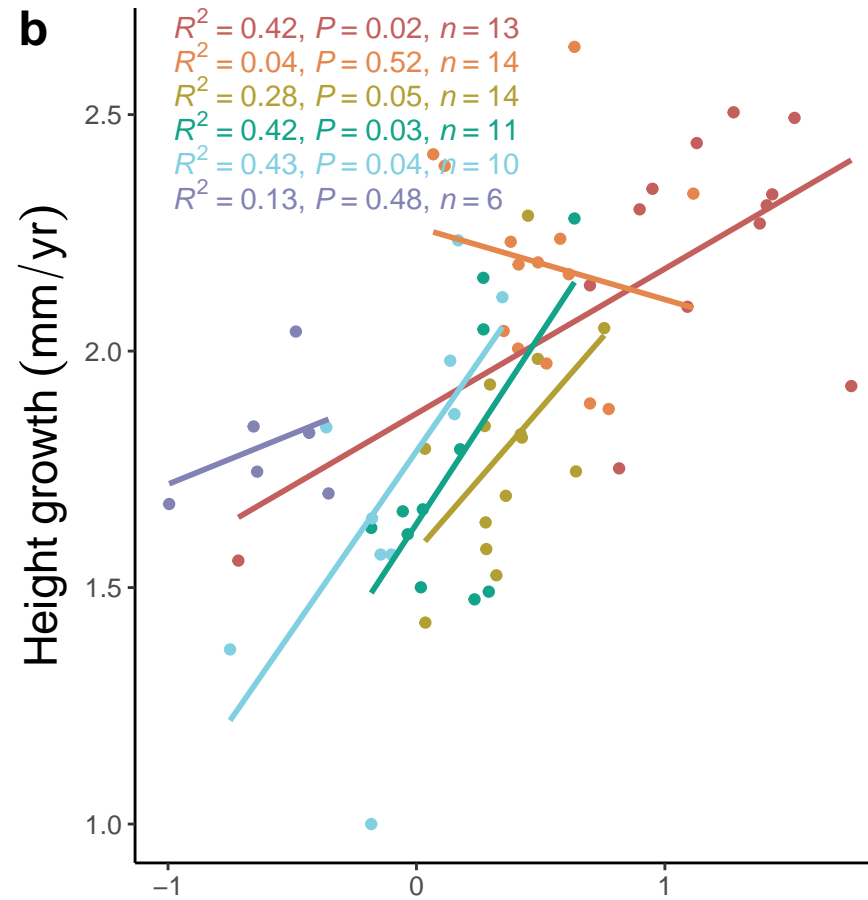 b
R² = 0.42, P = 0.02, n = 13
R² = 0.04, P = 0.52, n = 14
R² = 0.28, P = 0.05, n = 14
R² = 0.42, P = 0.03, n = 11
R² = 0.43, P = 0.04, n = 10
R² = 0.13, P = 0.48, n = 6
Height growth (mm/yr)
2.5
2.0
1.5
1.0
−1 0 1